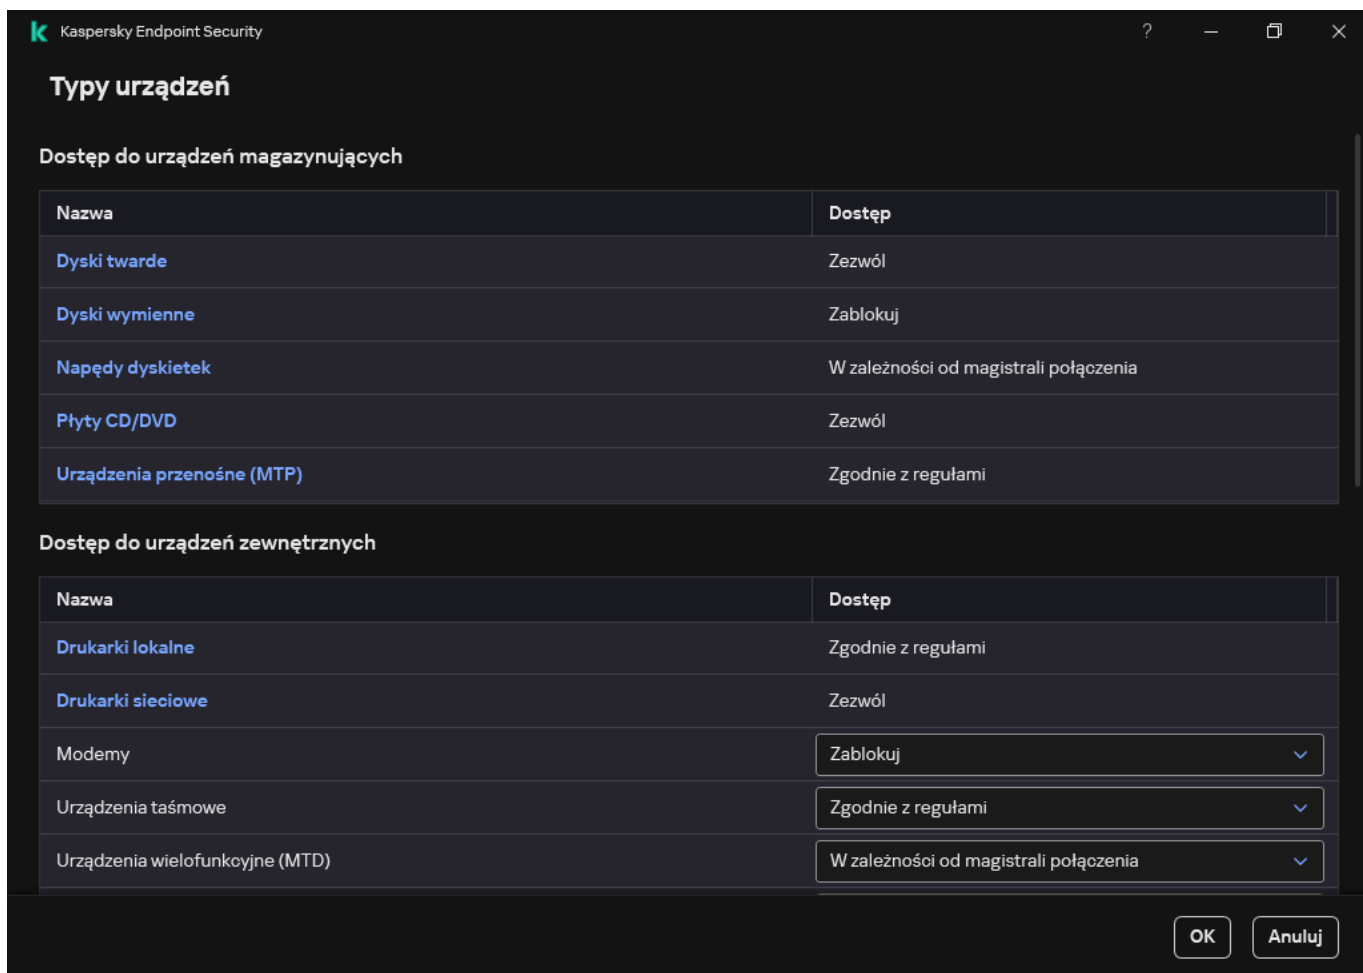 Kaspersky Endpoint Security
Typy urządzeń
Dostęp do urządzeń magazynujących
Nazwa Dostęp
Dyski twarde Zezwól
Dyski wymienne Zablokuj
Napędy dyskietek W zależności od magistrali połączenia
Płyty CD/DVD Zezwól
Urządzenia przenośne (MTP) Zgodnie z regułami
Dostęp do urządzeń zewnętrznych
Nazwa Dostęp
Drukarki lokalne Zgodnie z regułami
Drukarki sieciowe Zezwól
Modemy Zablokuj
Urządzenia taśmowe Zgodnie z regułami
Urządzenia wielofunkcyjne (MTD) W zależności od magistrali połączenia
OK Anuluj